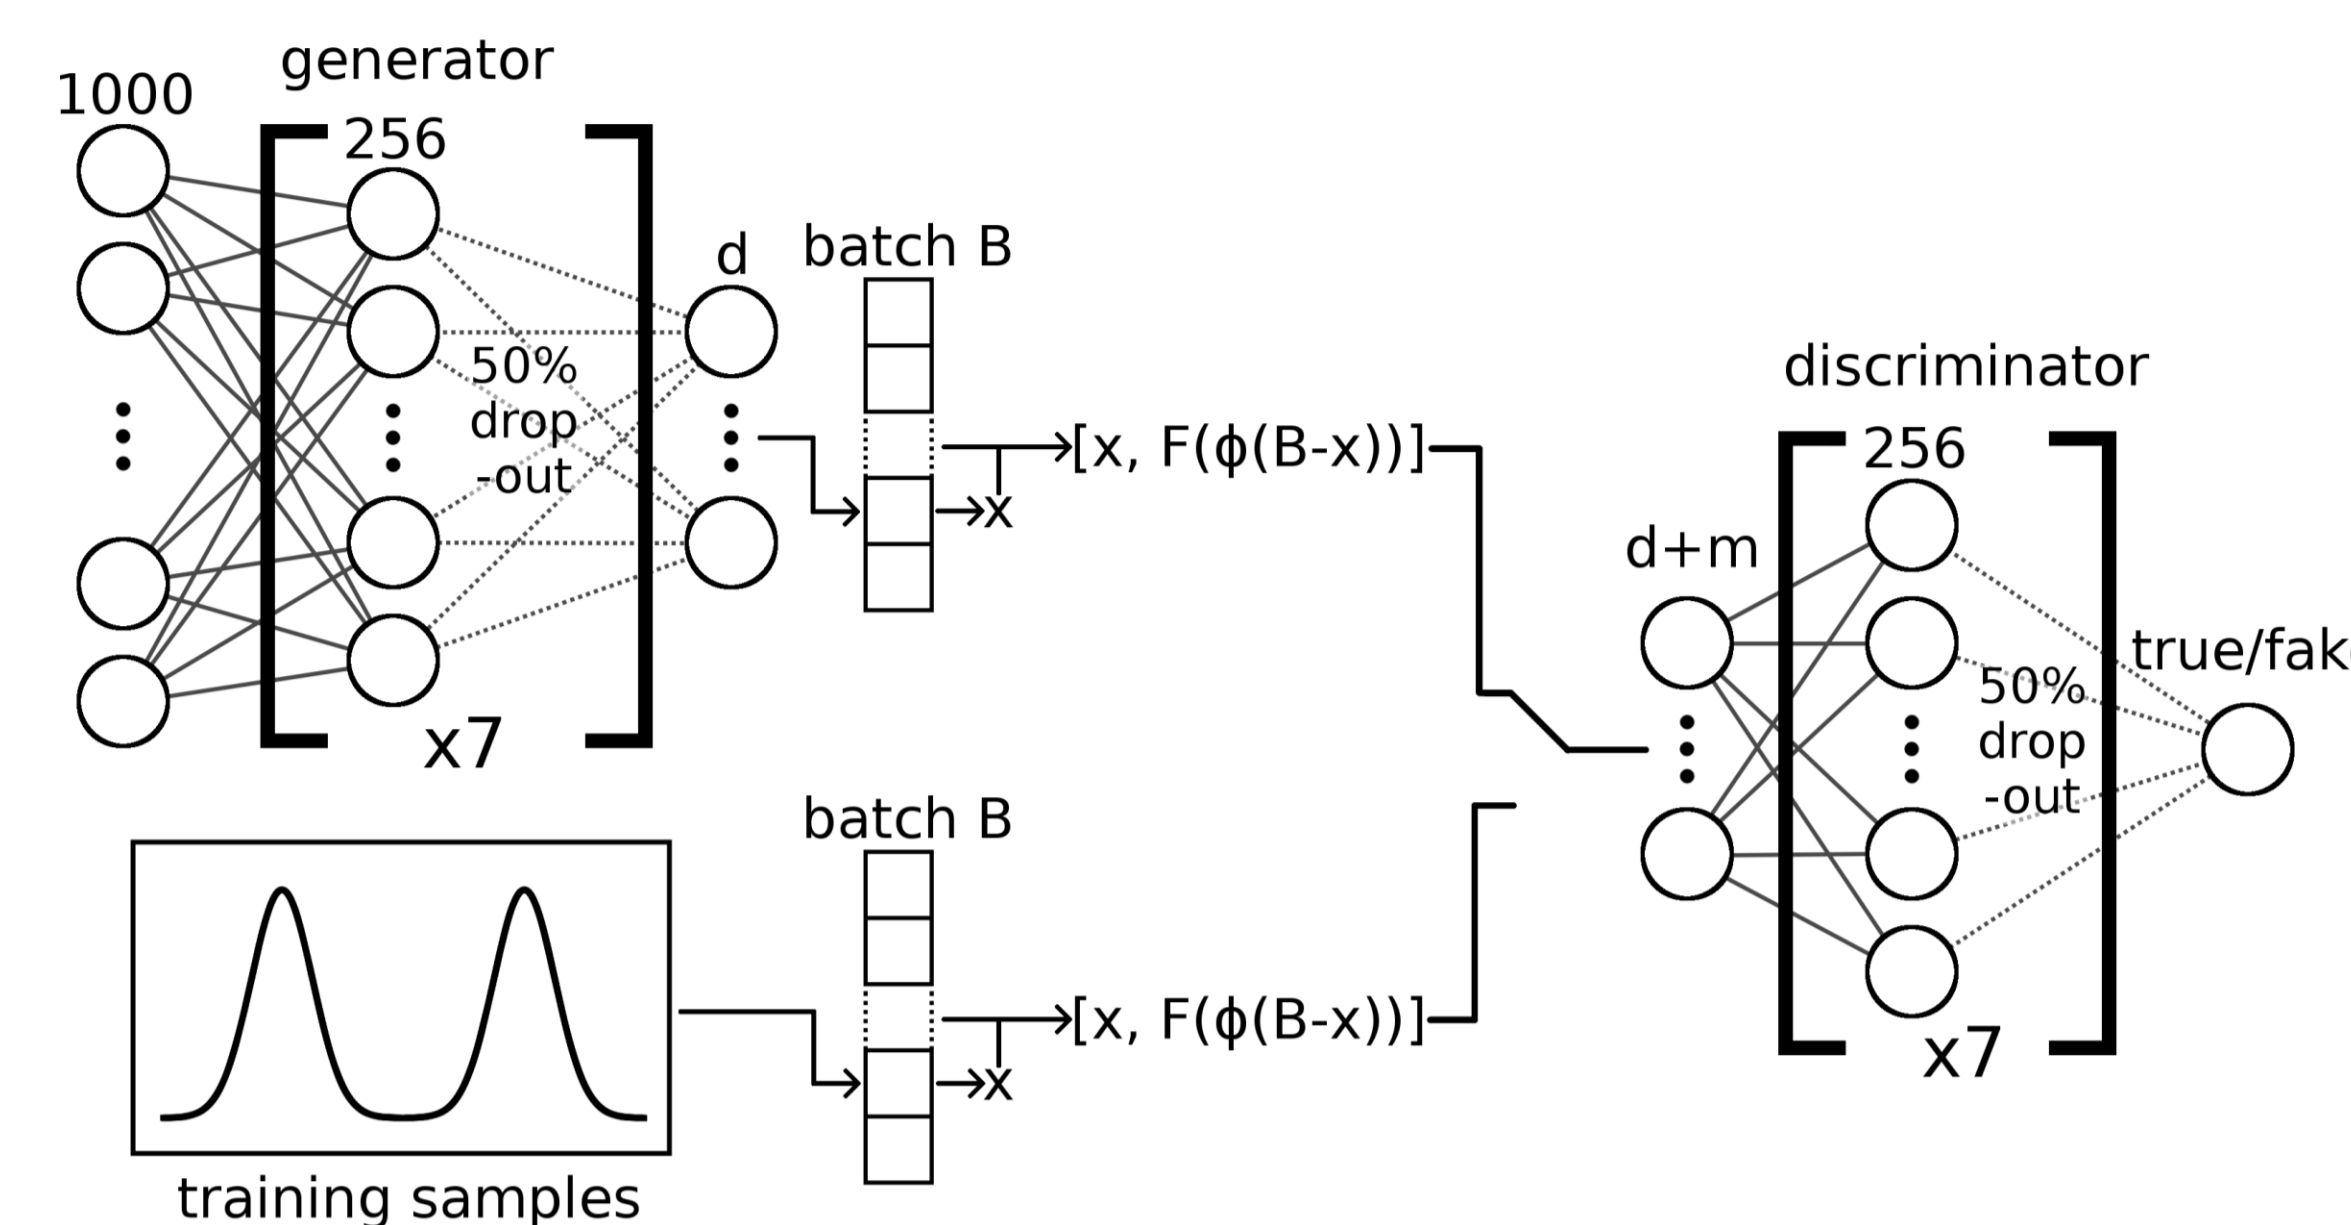 generator
1000
256
50%
drop
-out
x7
d
batch B
[x, F(ϕ(B-x))]
x
discriminator
256
d+m
50%
drop
-out
x7
true/fak
batch B
[x, F(ϕ(B-x))]
x
training samples